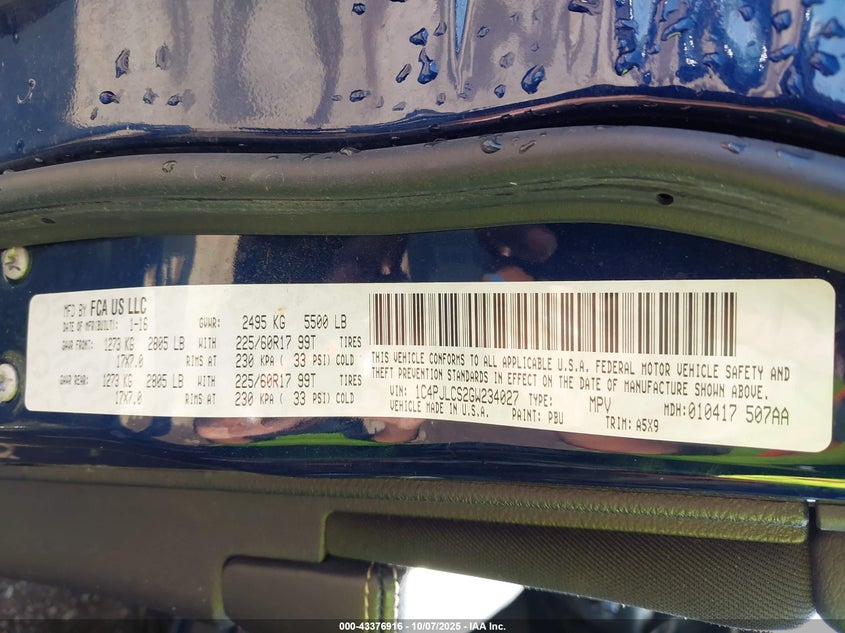 MFD BY FCA US LLC
DATE OF MFR(BUILT): 1-16 GVWR: 2495 KG 5500 LB
GAWR FRONT: 1273 KG 2805 LB WITH 225/60R17 99T TIRES
17X7.0 RIMS AT 230 KPA ( 33 PSI) COLD
GAWR REAR: 1273 KG 2805 LB WITH 225/60R17 99T TIRES
17X7.0 RIMS AT 230 KPA ( 33 PSI) COLD
THIS VEHICLE CONFORMS TO ALL APPLICABLE U.S.A. FEDERAL MOTOR VEHICLE SAFETY AND
THEFT PREVENTION STANDARDS IN EFFECT ON THE DATE OF MANUFACTURE SHOWN ABOVE.
VIN: 1C4PJLCS2GW234027 TYPE: MPV MDH: 010417 507AA
VEHICLE MADE IN U.S.A. PAINT: PBU TRIM: A5X9
000-43376916 - 10/07/2025 - IAA Inc.